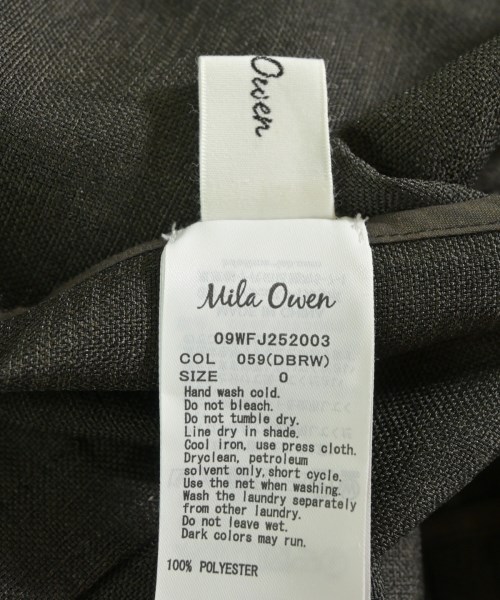 Owen
Mila Owen
09WFJ252003
COL 059(DBRW)
SIZE 0
Hand wash cold.
Do not bleach.
Do not tumble dry.
Line dry in shade.
Cool iron, use press cloth.
Dryclean, petroleum
solvent only,short cycle.
Use the net when washing.
Wash the laundry separately
from other laundry.
Do not leave wet.
Dark colors may run.
100% POLYESTER